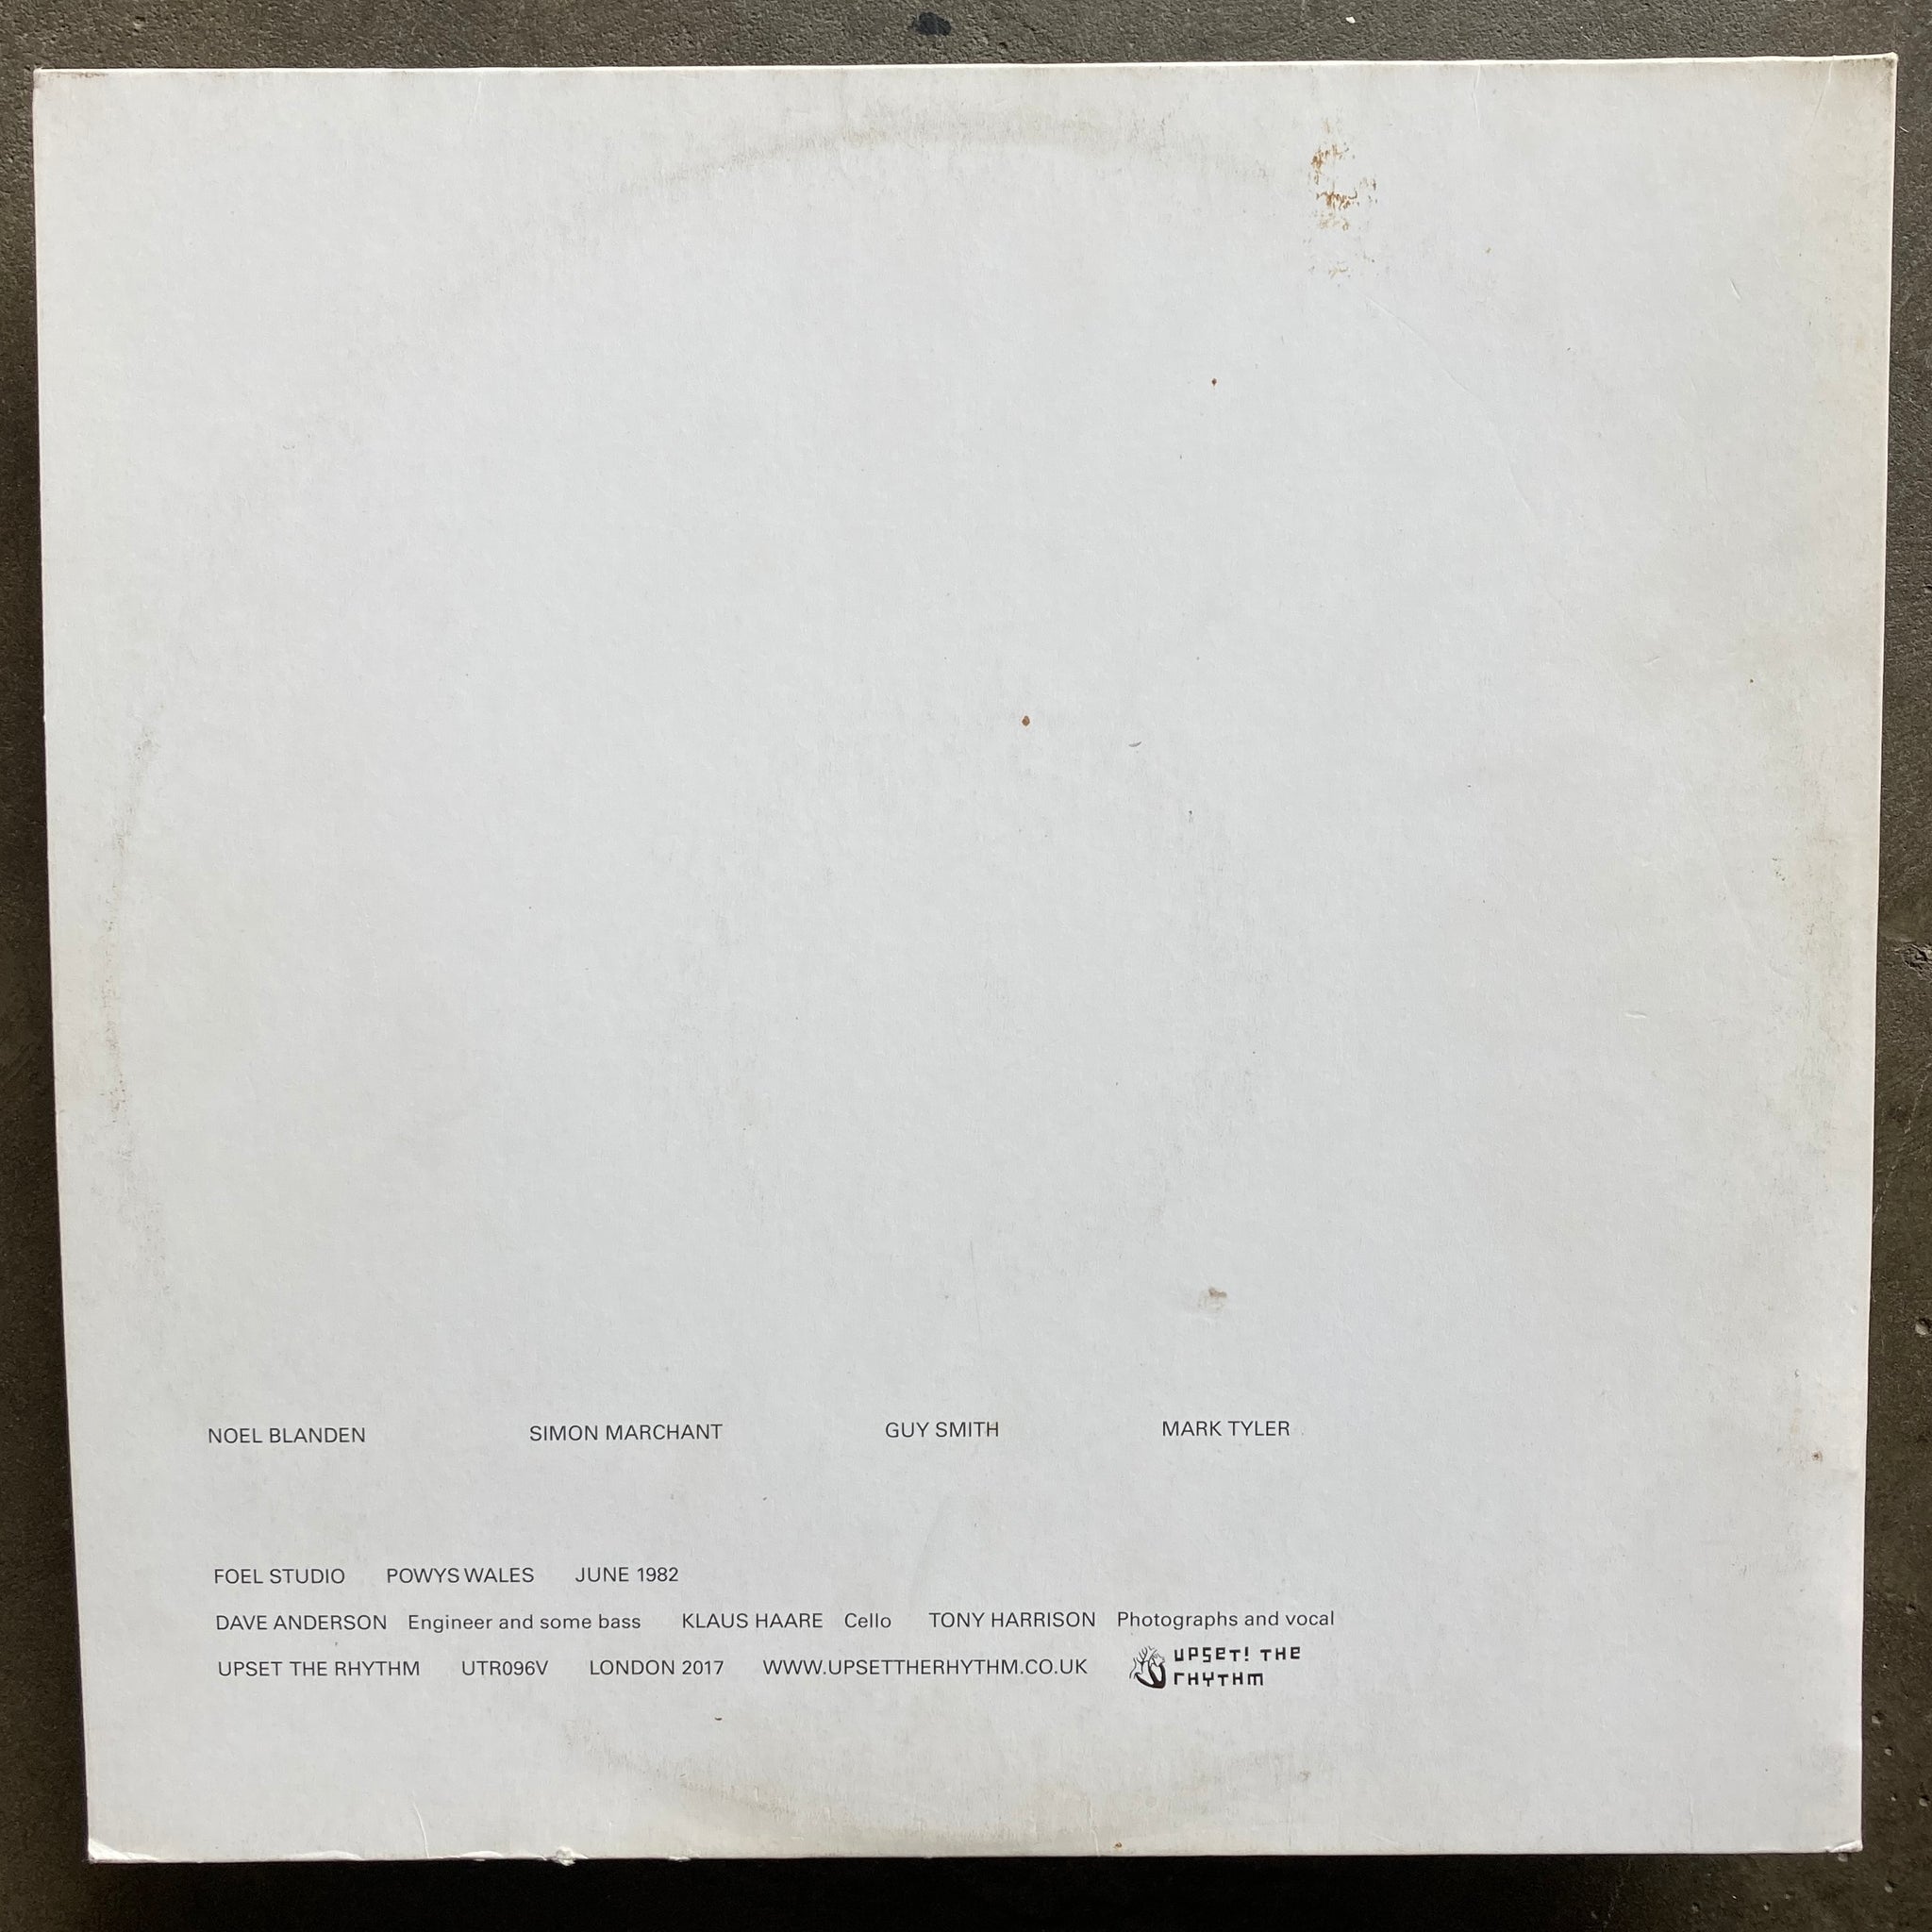 NOEL BLANDEN SIMON MARCHANT GUY SMITH MARK TYLER
FOEL STUDIO POWYS WALES JUNE 1982
DAVE ANDERSON Engineer and some bass KLAUS HAARE Cello TONY HARRISON Photographs and vocal
UPSET THE RHYTHM UTR096V LONDON 2017 WWW.UPSETTHERHYTHM.CO.UK
UPSET! THE
RHYTHM